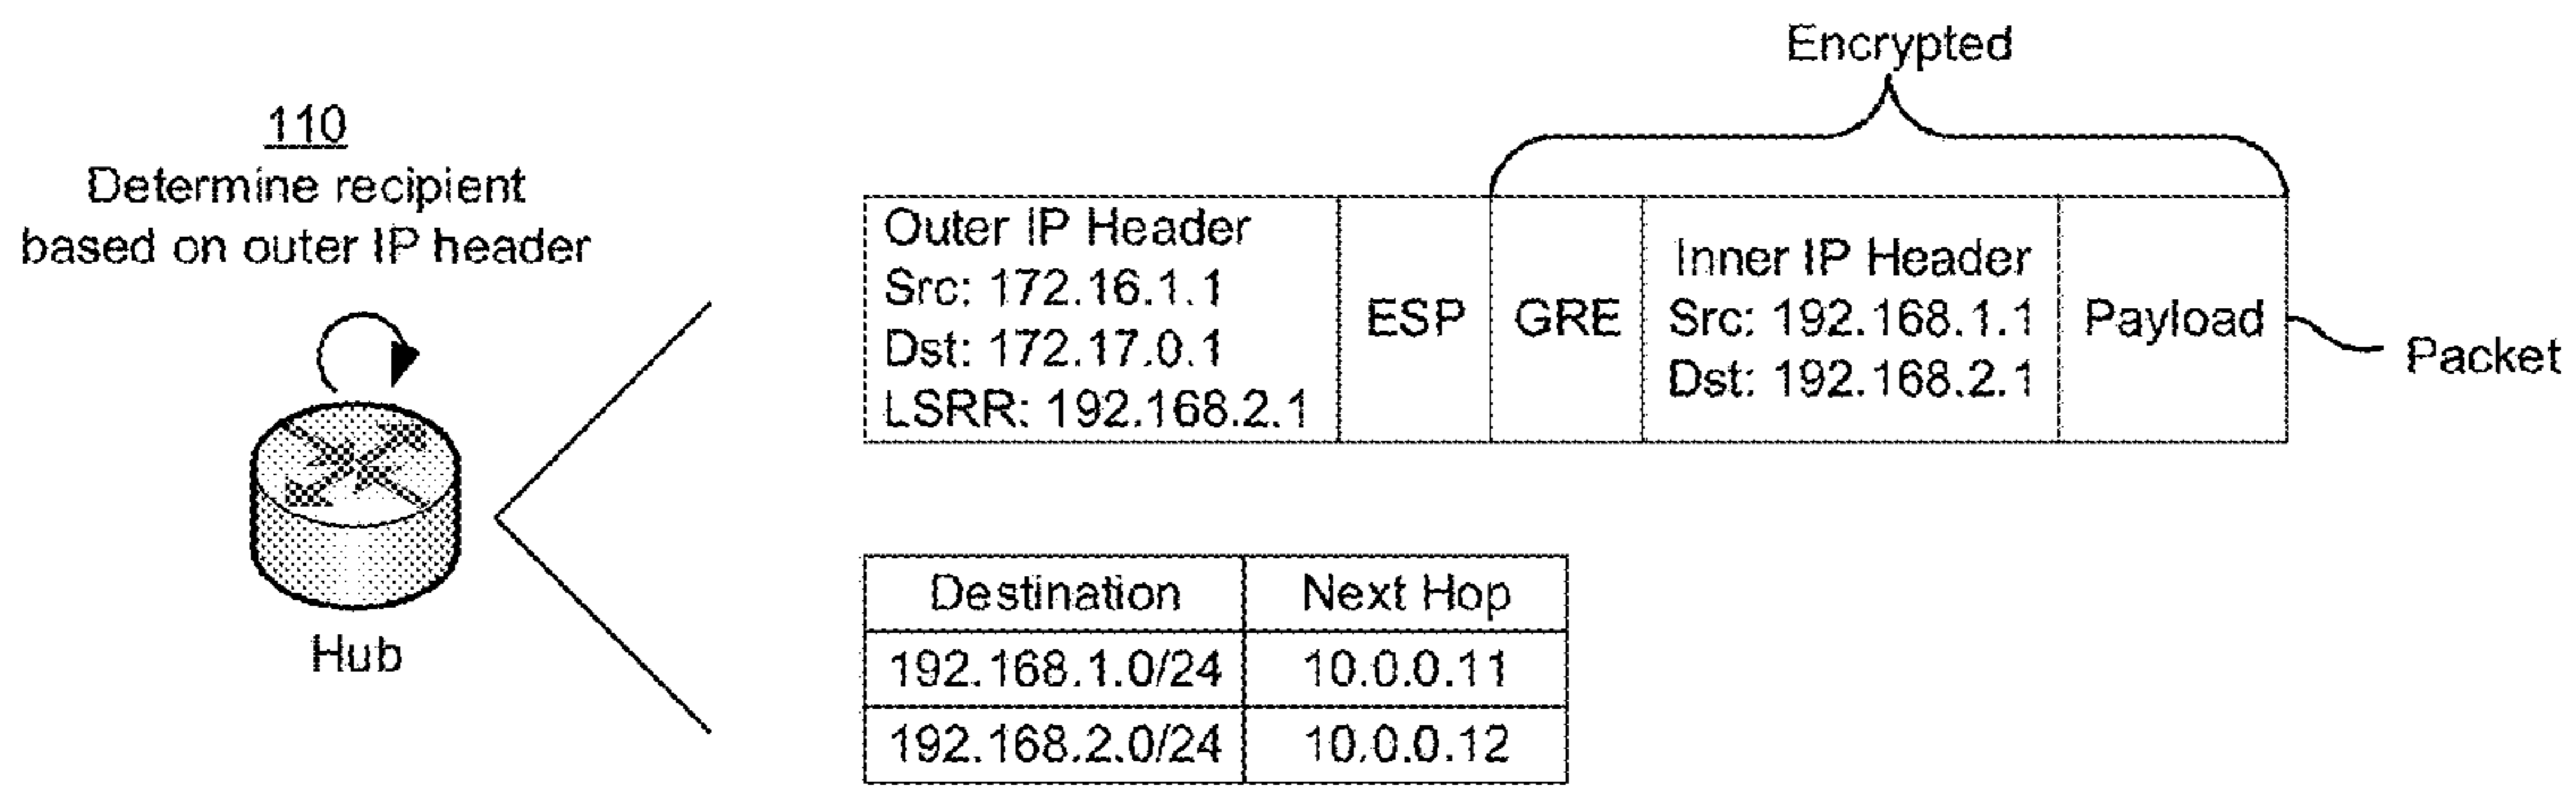 Encrypted
110
Determine recipient
based on outer IP header
Outer IP Header
Src: 172.16.1.1
Dst: 172.17.0.1
LSRR: 192.168.2.1
ESP
GRE
Inner IP Header
Src: 192.168.1.1
Dst: 192.168.2.1
Payload
Packet
Hub
Destination Next Hop
192.168.1.0/24 10.0.0.11
192.168.2.0/24 10.0.0.12